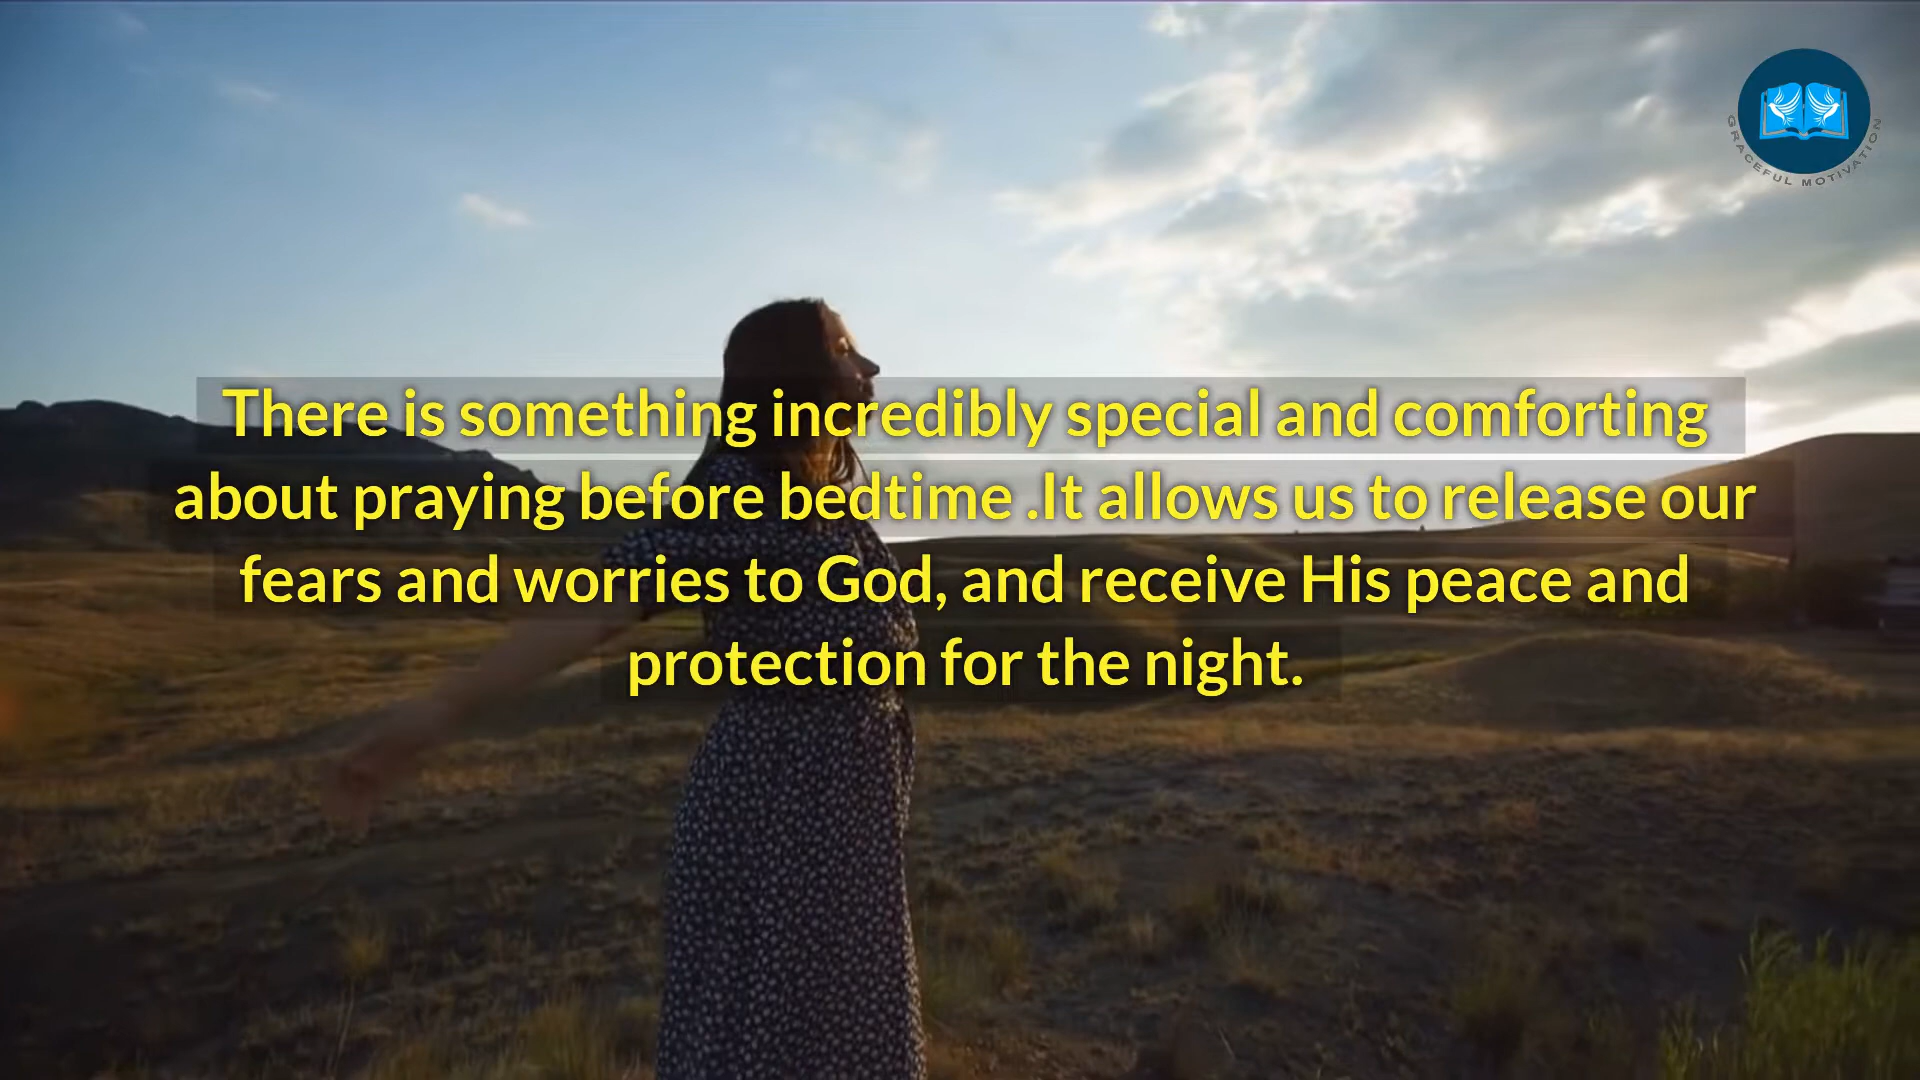 GRACEFUL MOTIVATION
There is something incredibly special and comforting
about praying before bedtime .It allows us to release our
fears and worries to God, and receive His peace and
protection for the night.